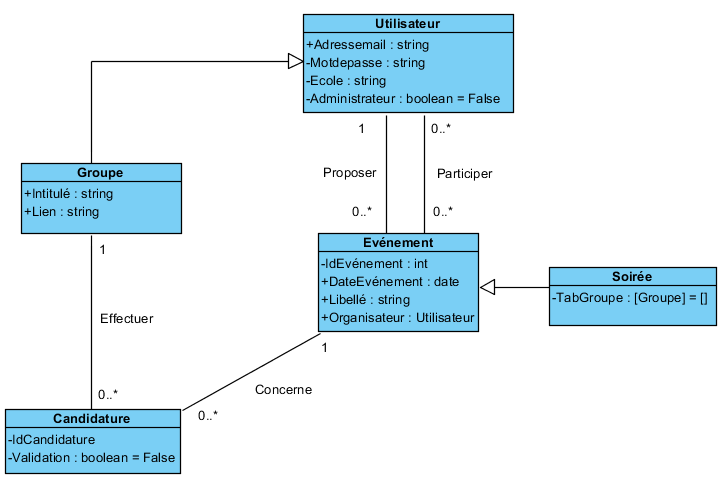 Utilisateur
+Adressemail : string
-Motdepasse : string
-Ecole : string
-Administrateur : boolean = False
1
0..*
Proposer
Participer
0..*
0..*
Groupe
+Intitulé : string
+Lien : string
1
Evénement
-IdEvénement : int
+DateEvénement : date
+Libellé : string
+Organisateur : Utilisateur
Soirée
-TabGroupe : [Groupe] = []
Effectuer
1
Concerne
0..*
0..*
Candidature
-IdCandidature
-Validation : boolean = False